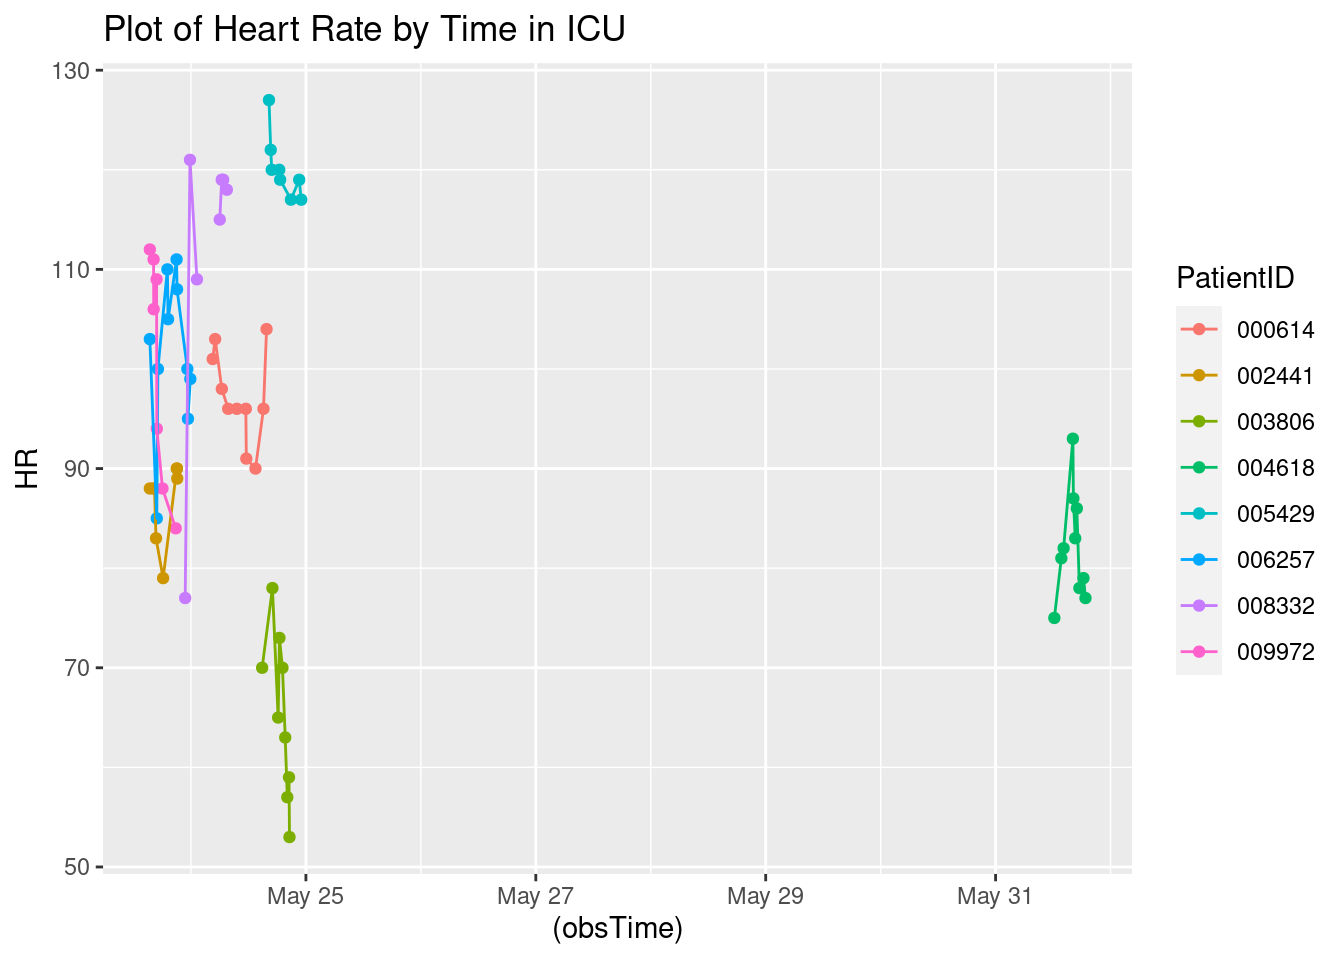 Plot of Heart Rate by Time in ICU
130
110
90
70
50
HR
May 25
May 27
May 29
May 31
(obsTime)
PatientID
000614
002441
003806
004618
005429
006257
008332
009972